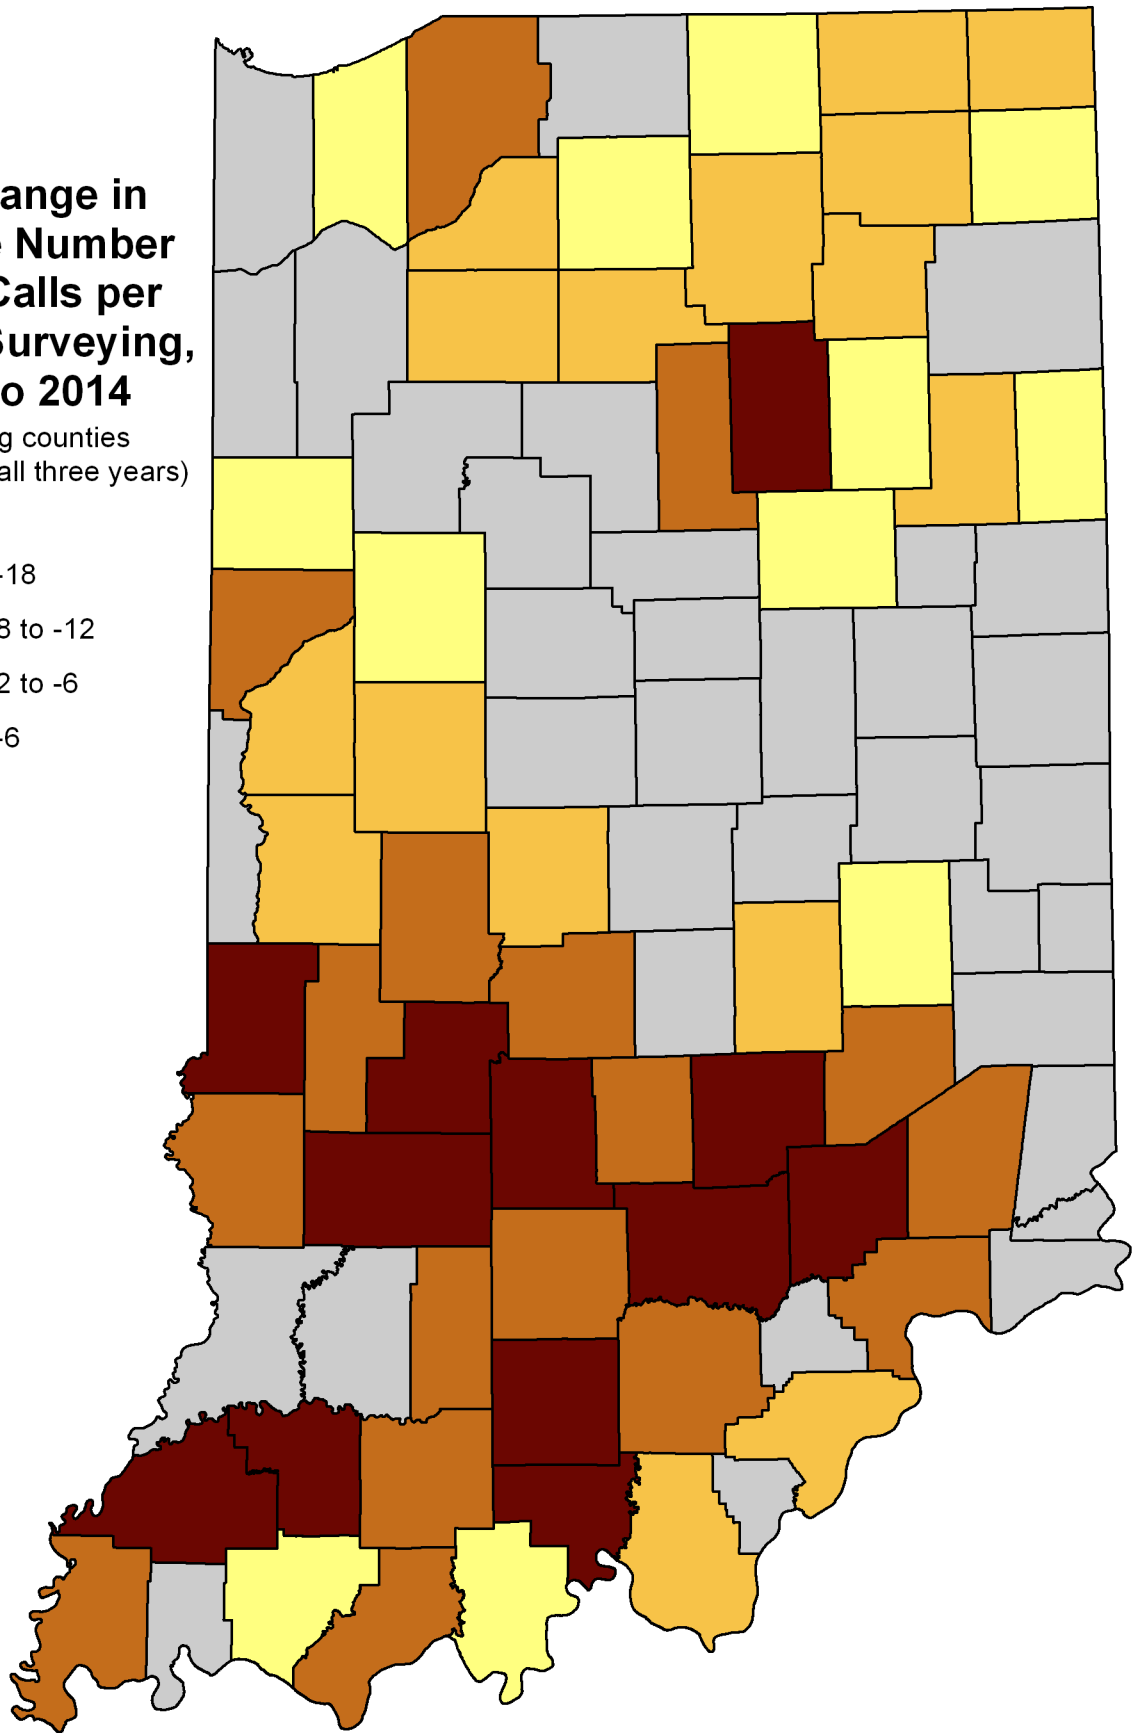 ange in
Number
Calls per
Surveying,
o 2014
g counties
all three years)
-18
8 to -12
2 to -6
-6